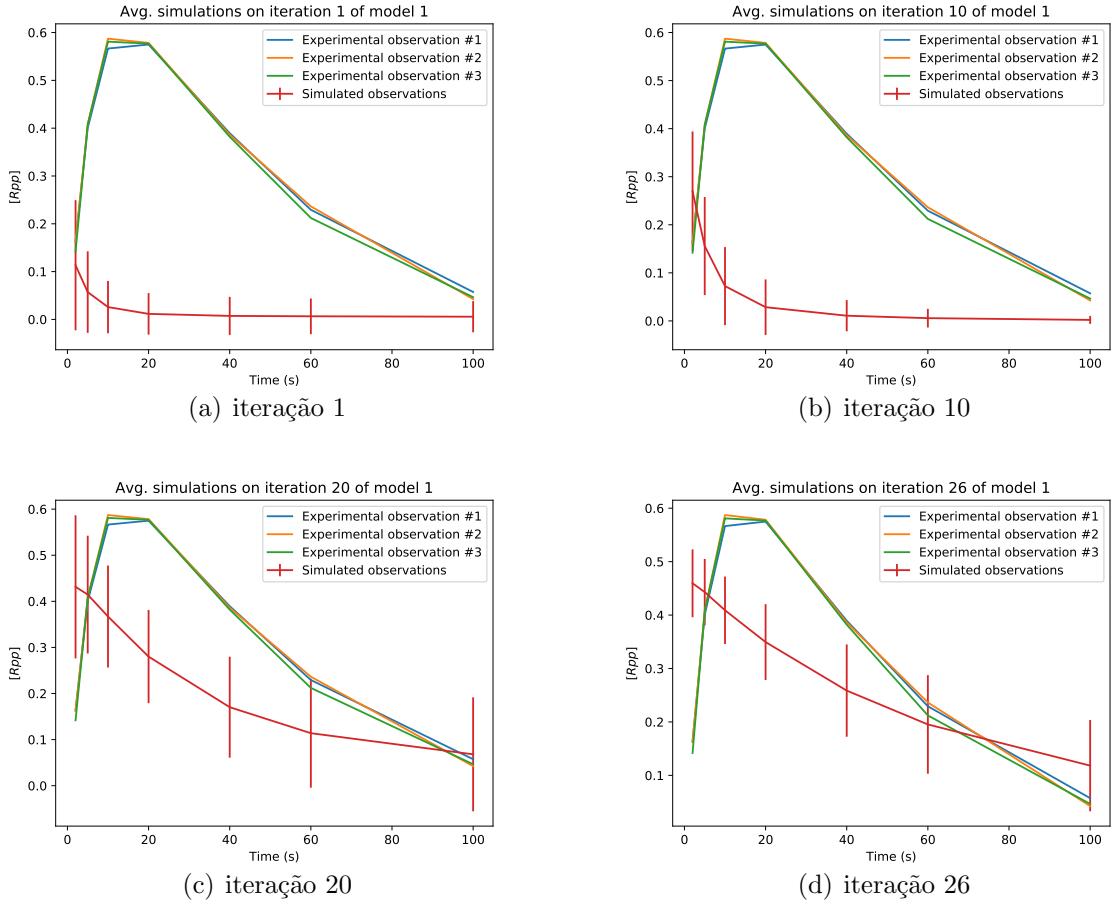 Avg. simulations on iteration 1 of model 1
Experimental observation #1
Experimental observation #2
Experimental observation #3
Simulated observations
[Rpp]
0.6
0.5
0.4
0.3
0.2
0.1
0.0
0 20 40 60 80 100
Time (s)
(a) iteração 1
Avg. simulations on iteration 10 of model 1
Experimental observation #1
Experimental observation #2
Experimental observation #3
Simulated observations
[Rpp]
0.6
0.5
0.4
0.3
0.2
0.1
0.0
0 20 40 60 80 100
Time (s)
(b) iteração 10
Avg. simulations on iteration 20 of model 1
Experimental observation #1
Experimental observation #2
Experimental observation #3
Simulated observations
[Rpp]
0.6
0.5
0.4
0.3
0.2
0.1
0.0
0 20 40 60 80 100
Time (s)
(c) iteração 20
Avg. simulations on iteration 26 of model 1
Experimental observation #1
Experimental observation #2
Experimental observation #3
Simulated observations
[Rpp]
0.6
0.5
0.4
0.3
0.2
0.1
0 20 40 60 80 100
Time (s)
(d) iteração 26